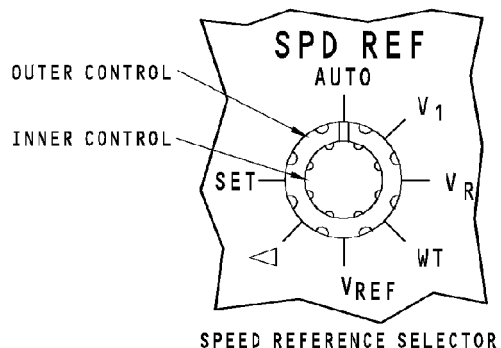 SPD REF
OUTER CONTROL
AUTO
V1
INNER CONTROL
SET
VR
WT
VREF
SPEED REFERENCE SELECTOR